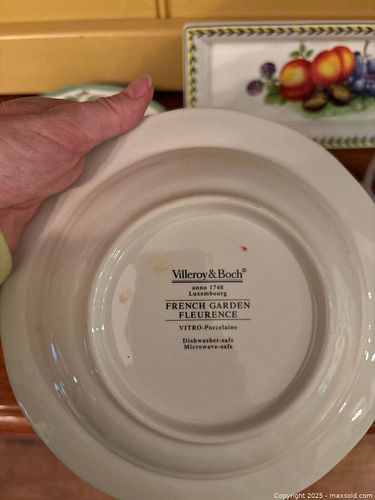 Villeroy & Boch©
anno 1748
Luxembourg
FRENCH GARDEN
FLEURENCE
VITRO-Porcelaine
Dishwasher-safe
Microwave-safe
Copyright 2025 - maxsold.com